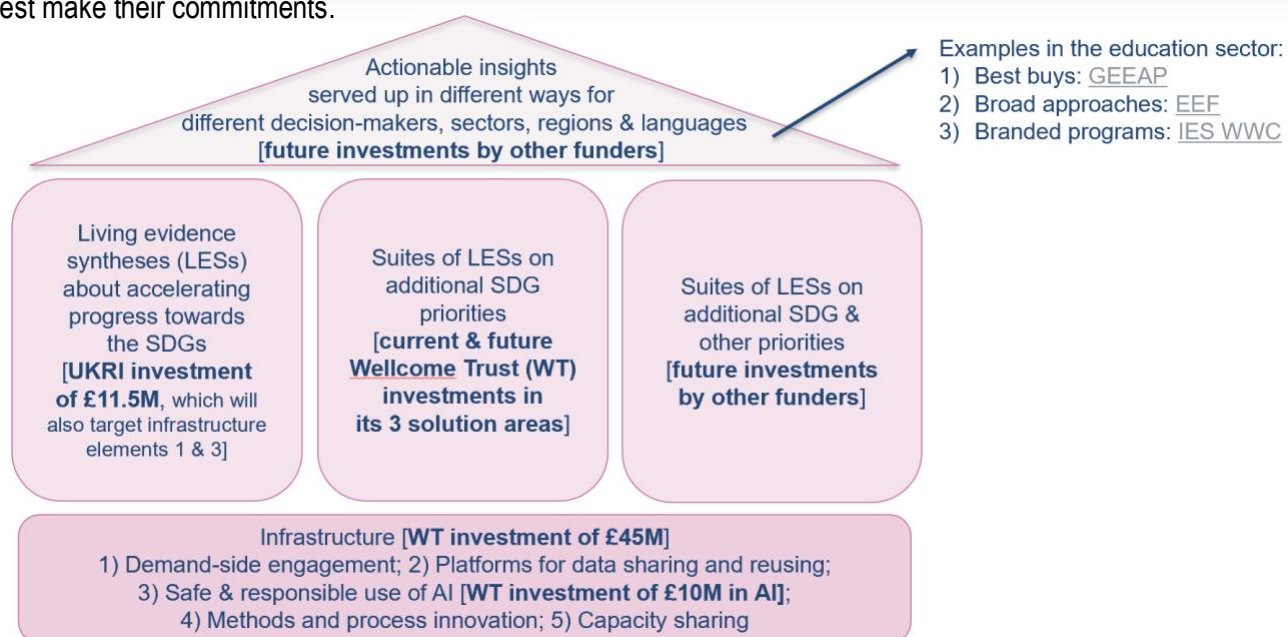 est make their commitments.
Actionable insights
served up in different ways for
different decision-makers, sectors, regions & languages
[future investments by other funders]
Examples in the education sector:
1) Best buys: GEEAP
2) Broad approaches: EEF
3) Branded programs: IES WWC
Living evidence
syntheses (LESs)
about accelerating
progress towards
the SDGs
[UKRI investment
of £11.5M, which will
also target infrastructure
elements 1 & 3]
Suites of LESs on
additional SDG
priorities
[current & future
Wellcome Trust (WT)
investments in
its 3 solution areas]
Suites of LESs on
additional SDG &
other priorities
[future investments
by other funders]
Infrastructure [WT investment of £45M]
1) Demand-side engagement; 2) Platforms for data sharing and reusing;
3) Safe & responsible use of AI [WT investment of £10M in AI];
4) Methods and process innovation; 5) Capacity sharing